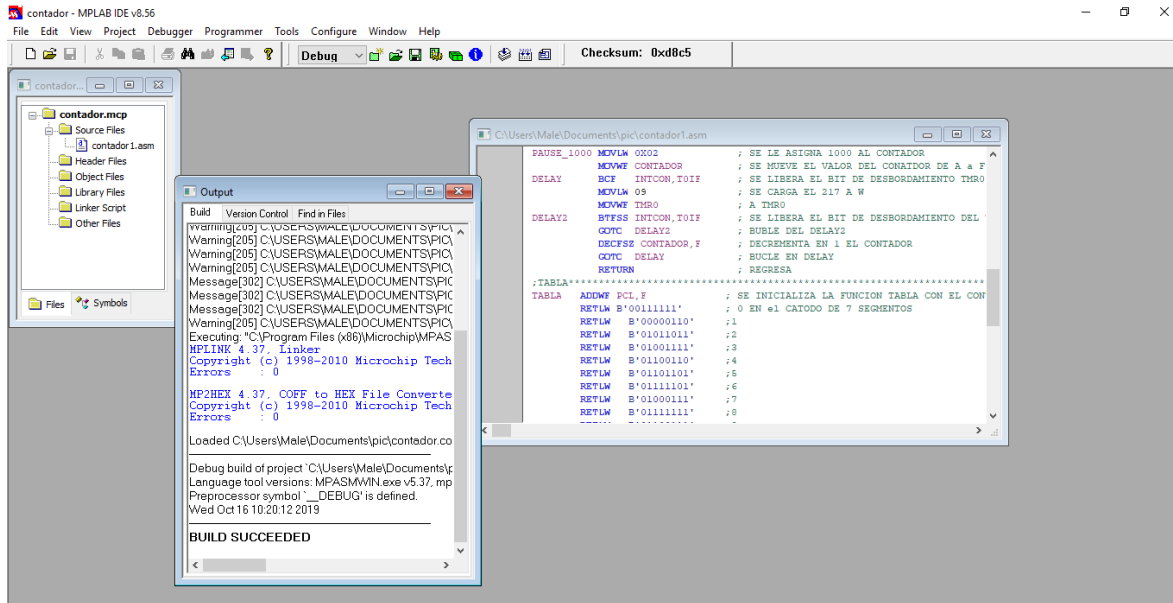 contador - MPLAB IDE v8.56
File Edit View Project Debugger Programmer Tools Configure Window Help
Debug
Checksum: 0xd8c5
contador...
contador.mcp
Source Files
contador1.asm
Header Files
Object Files
Library Files
Linker Script
Other Files
Files Symbols
Output
Build Version Control Find in Files
Warning[205] C:\USERS\MALE\DOCUMENTS\PIC\
Warning[205] C:\USERS\MALE\DOCUMENTS\PIC\
Warning[205] C:\USERS\MALE\DOCUMENTS\PIC\
Warning[205] C:\USERS\MALE\DOCUMENTS\PIC\
Message[302] C:\USERS\MALE\DOCUMENTS\PIC
Message[302] C:\USERS\MALE\DOCUMENTS\PIC
Message[302] C:\USERS\MALE\DOCUMENTS\PIC
Warning[205] C:\USERS\MALE\DOCUMENTS\PIC\
Executing: "C:\Program Files (x86)\Microchip\MPAS
MPLINK 4.37, Linker
Copyright (c) 1998-2010 Microchip Tech
Errors : 0
MP2HEX 4.37, COFF to HEX File Converte
Copyright (c) 1998-2010 Microchip Tech
Errors : 0
Loaded C:\Users\Male\Documents\pic\contador.co
Debug build of project `C:\Users\Male\Documents\p
Language tool versions: MPASMWIN.exe v5.37, mp
Preprocessor symbol `__DEBUG' is defined.
Wed Oct 16 10:20:12 2019
BUILD SUCCEEDED
C:\Users\Male\Documents\pic\contador1.asm
PAUSE_1000 MOVLW 0X02 ; SE LE ASIGNA 1000 AL CONTADOR
MOVWF CONTADOR ; SE MUEVE EL VALOR DEL CONATDOR DE A a F
DELAY BCF INTCON,T0IF ; SE LIBERA EL BIT DE DESBORDAMIENTO TMR0
MOVLW 09 ; SE CARGA EL 217 A W
MOVWF TMR0 ; A TMR0
DELAY2 BTFSS INTCON,T0IF ; SE LIBERA EL BIT DE DESBORDAMIENTO DEL
GOTO DELAY2 ; BUBLE DEL DELAY2
DECFSZ CONTADOR,F ; DECREMENTA EN 1 EL CONTADOR
GOTO DELAY ; BUCLE EN DELAY
RETURN ; REGRESA
;TABLA**************************************************************
TABLA ADDWF PCL,F ; SE INICIALIZA LA FUNCION TABLA CON EL CON
RETLW B'00111111' ; 0 EN el CATODO DE 7 SEGMENTOS
RETLW B'00000110' ;1
RETLW B'01011011' ;2
RETLW B'01001111' ;3
RETLW B'01100110' ;4
RETLW B'01101101' ;5
RETLW B'01111101' ;6
RETLW B'01000111' ;7
RETLW B'01111111' ;8